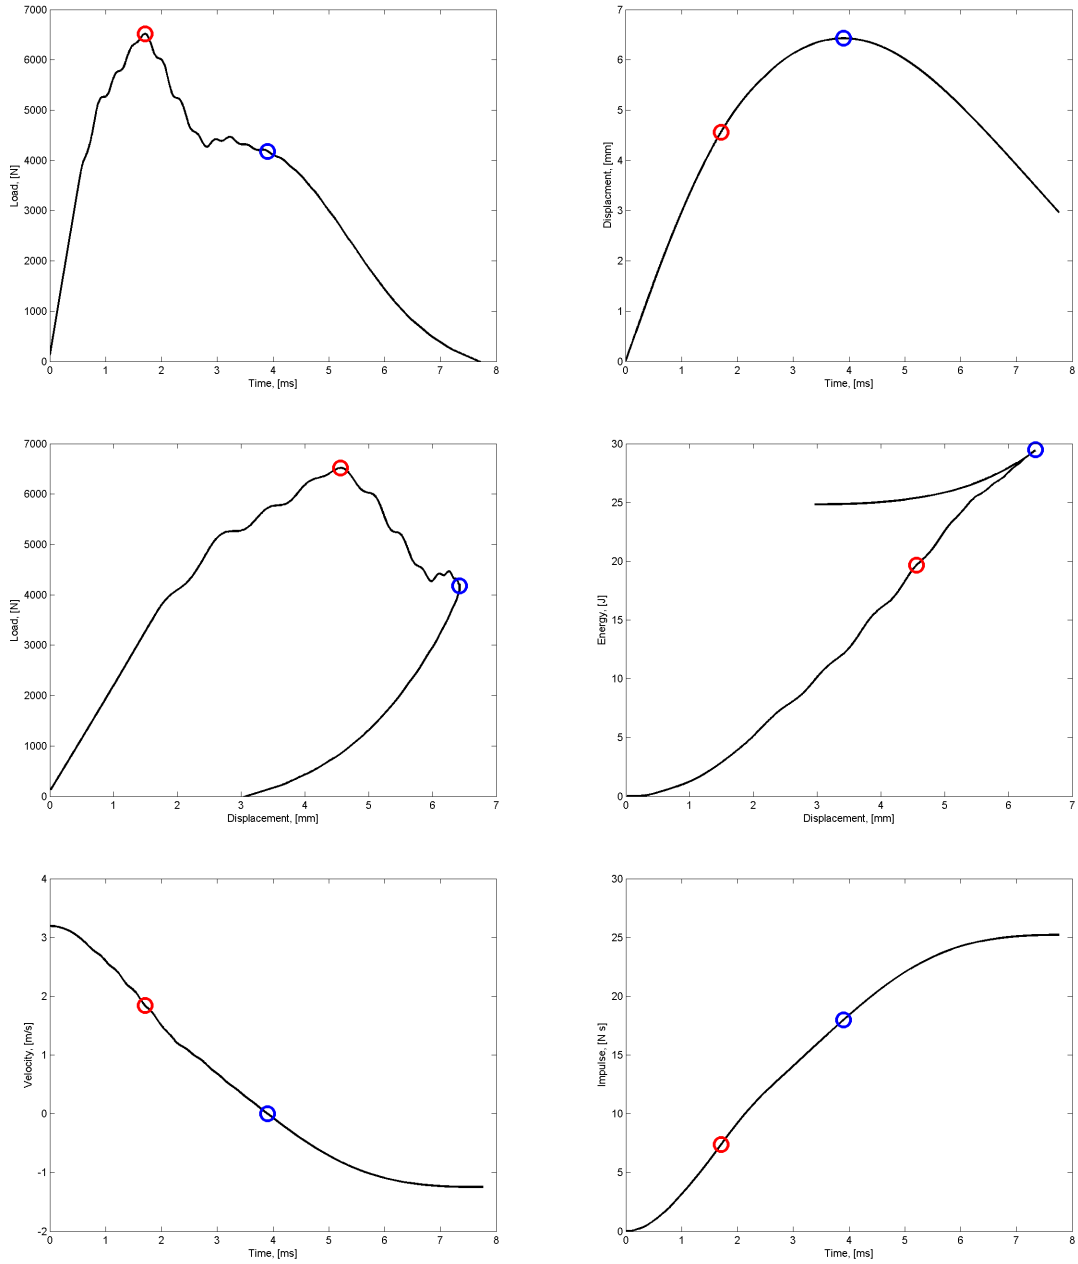 7000
6000
5000
4000
3000
2000
1000
0
Load, [N]
0 1 2 3 4 5 6 7 8
Time, [ms]
7
6
5
4
3
2
1
0
Displacment, [mm]
0 1 2 3 4 5 6 7 8
Time, [ms]
7000
6000
5000
4000
3000
2000
1000
0
Load, [N]
0 1 2 3 4 5 6 7
Displacement, [mm]
30
25
20
15
10
5
0
Energy, [J]
0 1 2 3 4 5 6 7
Displacement, [mm]
4
3
2
1
0
-1
-2
Velocity, [m/s]
0 1 2 3 4 5 6 7 8
Time, [ms]
30
25
20
15
10
5
0
Impulse, [N s]
0 1 2 3 4 5 6 7 8
Time, [ms]